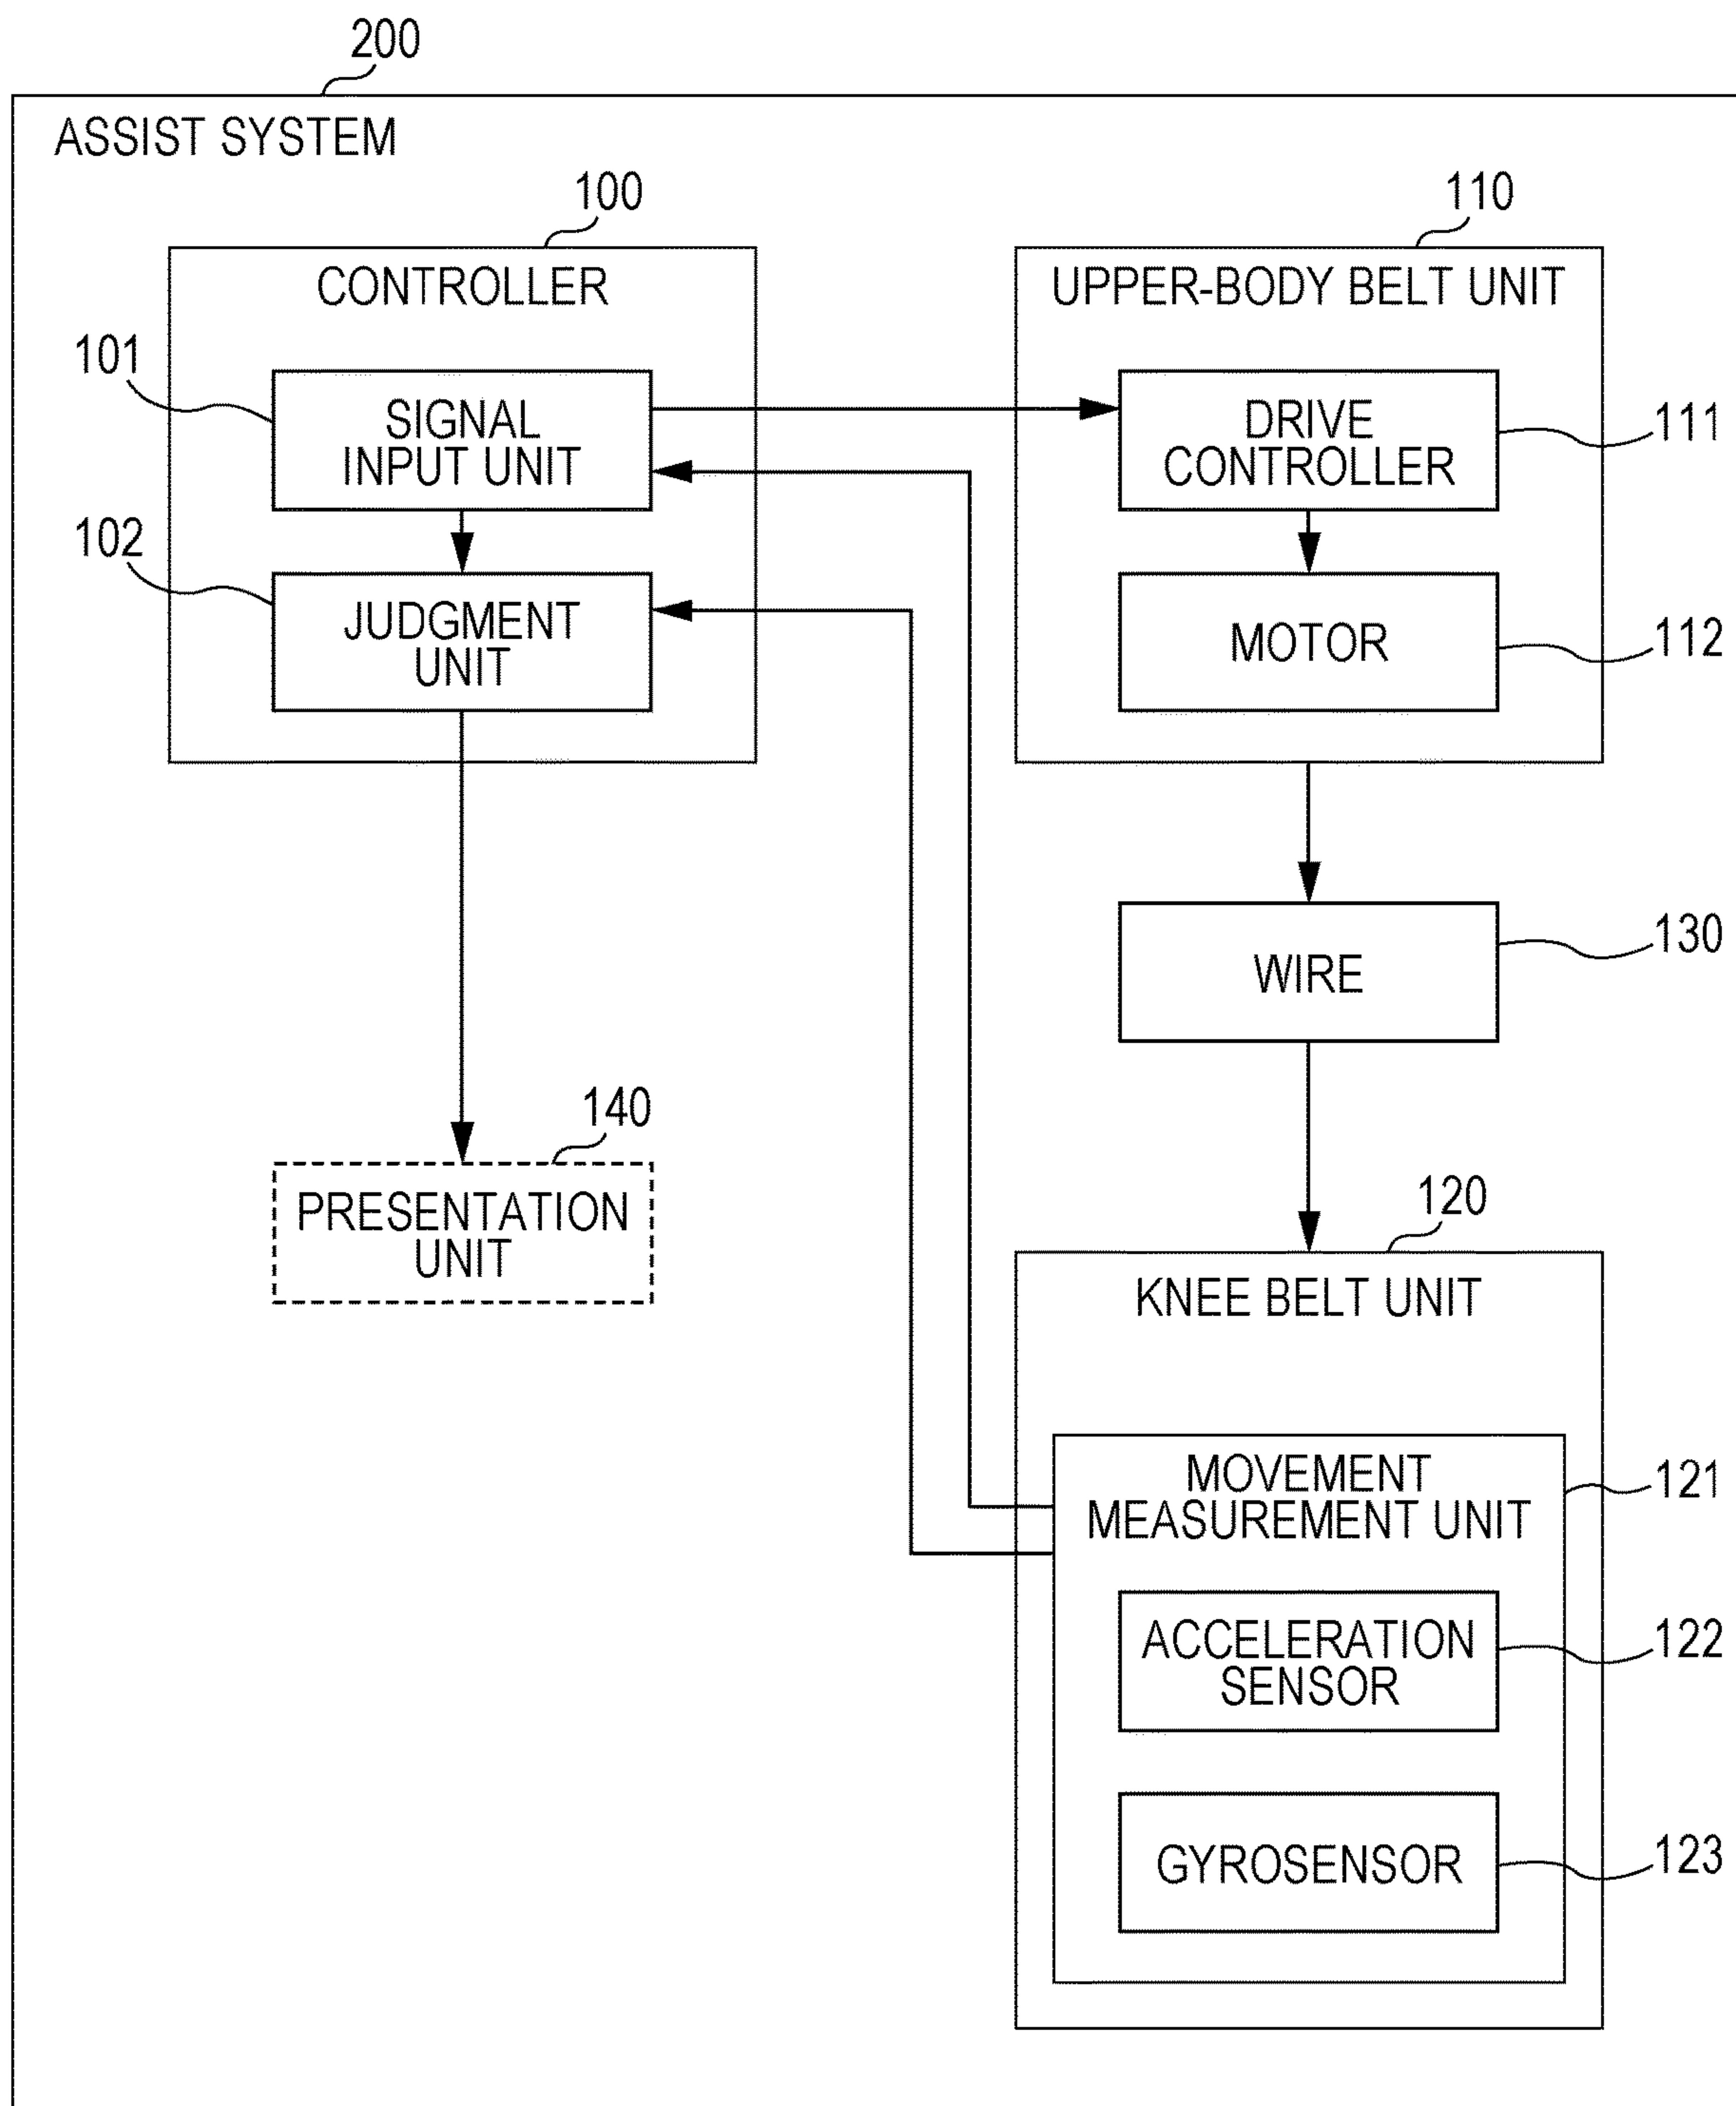 200
ASSIST SYSTEM
100
CONTROLLER
101
SIGNAL
INPUT UNIT
102
JUDGMENT
UNIT
110
UPPER-BODY BELT UNIT
DRIVE
CONTROLLER
111
MOTOR
112
WIRE
130
140
PRESENTATION
UNIT
120
KNEE BELT UNIT
MOVEMENT
MEASUREMENT UNIT
121
ACCELERATION
SENSOR
122
GYROSENSOR
123